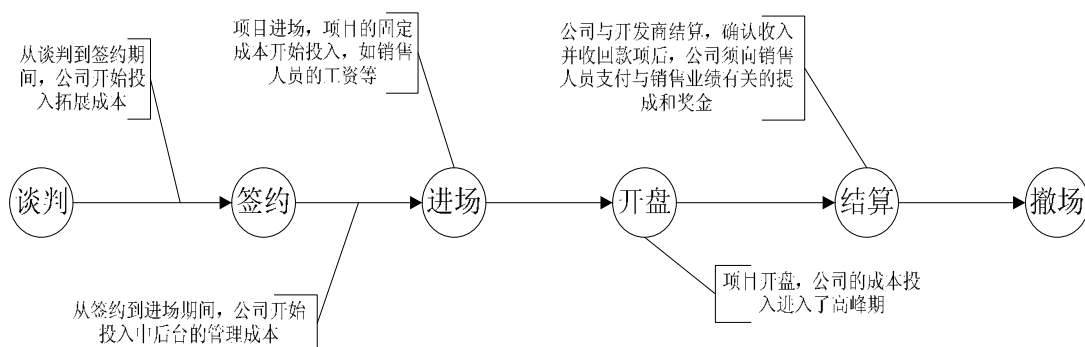 从谈判到签约期
间，公司开始投
入拓展成本
项目进场，项目的固定
成本开始投入，如销售
人员的工资等
公司与开发商结算，确认收入
并收回款项后，公司须向销售
人员支付与销售业绩有关的提
成和奖金
谈判
签约
进场
开盘
结算
撤场
从签约到进场期间，公司开始
投入中后台的管理成本
项目开盘，公司的成本投
入进入了高峰期